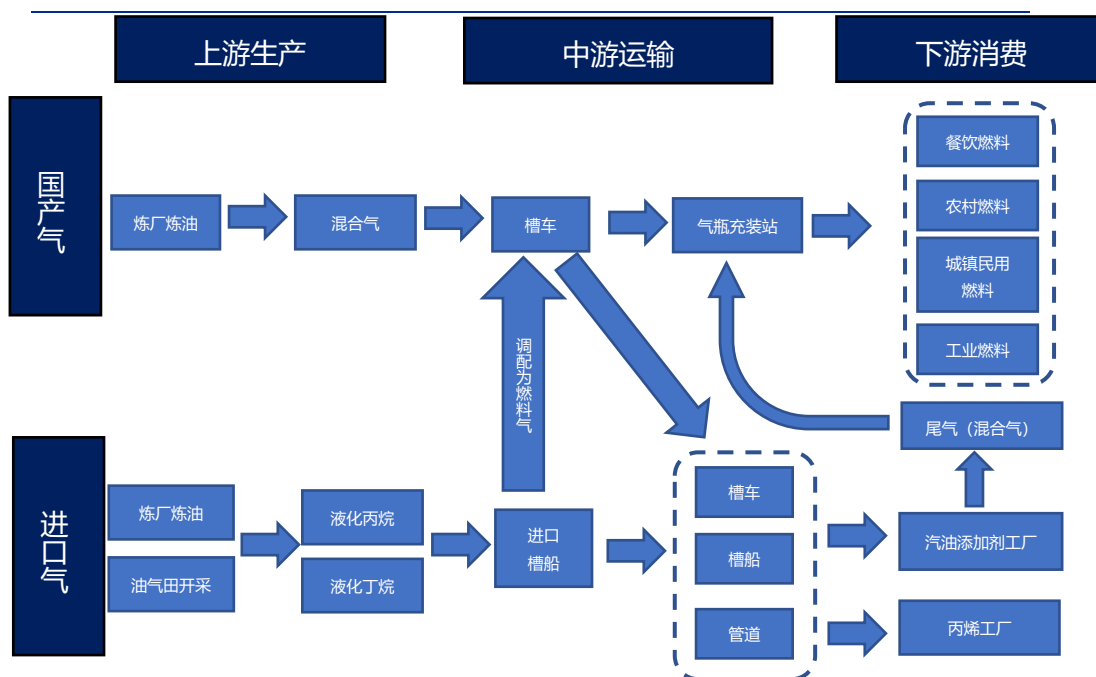 上游生产
中游运输
下游消费
国产气
炼厂炼油
混合气
槽车
气瓶充装站
餐饮燃料
农村燃料
城镇民用
燃料
工业燃料
调配为燃料气
尾气（混合气）
进口气
炼厂炼油
油气田开采
液化丙烷
液化丁烷
进口
槽船
槽车
槽船
管道
汽油添加剂工厂
丙烯工厂